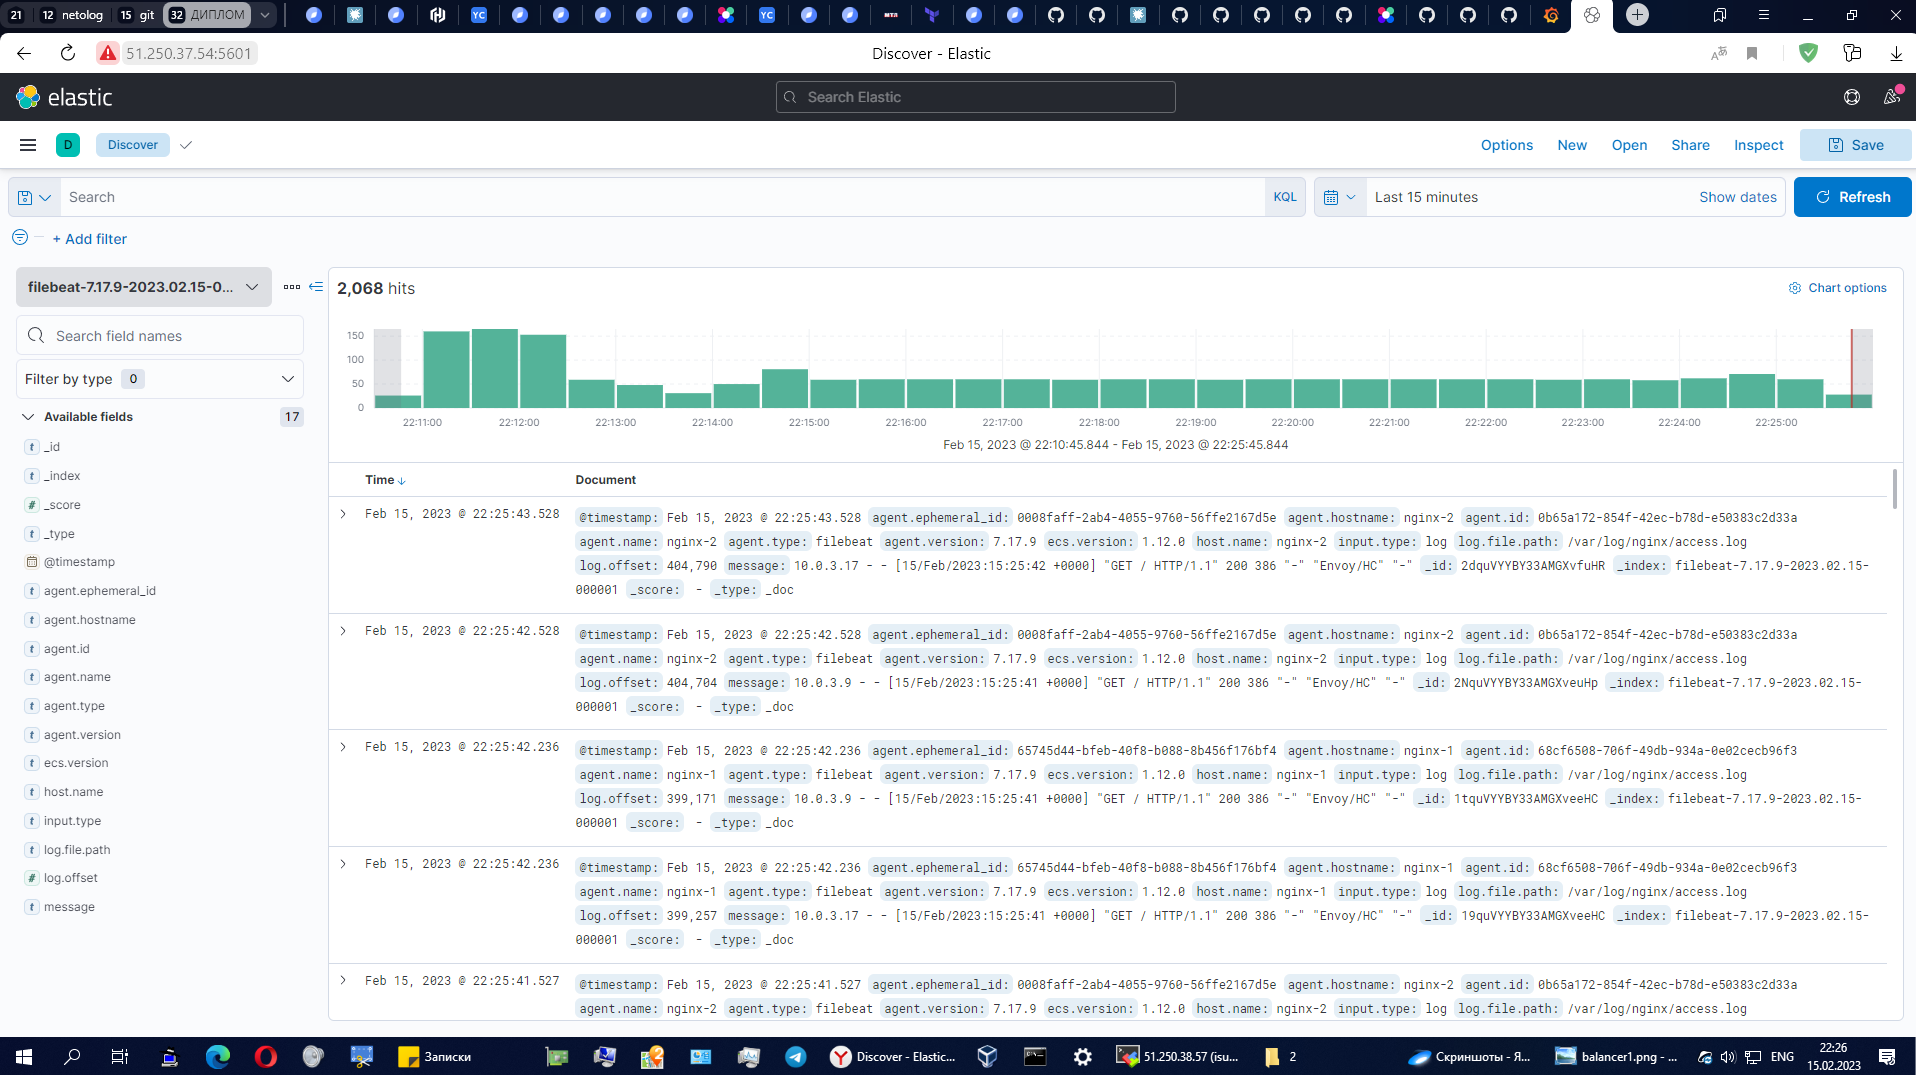 21 12 netolog 15 git 32 ДИПЛОМ YC YC МТЛ
51.250.37.54:5601 Discover - Elastic
elastic Search Elastic
D Discover Options New Open Share Inspect Save
Search KQL Last 15 minutes Show dates Refresh
+ Add filter
filebeat-7.17.9-2023.02.15-0...
Search field names
Filter by type 0
Available fields 17
t _id
t _index
# _score
t _type
@timestamp
t agent.ephemeral_id
t agent.hostname
t agent.id
t agent.name
t agent.type
t agent.version
t ecs.version
t host.name
t input.type
t log.file.path
# log.offset
t message
2,068 hits Chart options
150
100
50
0
22:11:00 22:12:00 22:13:00 22:14:00 22:15:00 22:16:00 22:17:00 22:18:00 22:19:00 22:20:00 22:21:00 22:22:00 22:23:00 22:24:00 22:25:00
Feb 15, 2023 @ 22:10:45.844 - Feb 15, 2023 @ 22:25:45.844
Time Document
Feb 15, 2023 @ 22:25:43.528 @timestamp: Feb 15, 2023 @ 22:25:43.528 agent.ephemeral_id: 0008faff-2ab4-4055-9760-56ffe2167d5e agent.hostname: nginx-2 agent.id: 0b65a172-854f-42ec-b78d-e50383c2d33a
agent.name: nginx-2 agent.type: filebeat agent.version: 7.17.9 ecs.version: 1.12.0 host.name: nginx-2 input.type: log log.file.path: /var/log/nginx/access.log
log.offset: 404,790 message: 10.0.3.17 - - [15/Feb/2023:15:25:42 +0000] "GET / HTTP/1.1" 200 386 "-" "Envoy/HC" "-" _id: 2dquVYYBY33AMGXvfuHR _index: filebeat-7.17.9-2023.02.15-
000001 _score: - _type: _doc
Feb 15, 2023 @ 22:25:42.528 @timestamp: Feb 15, 2023 @ 22:25:42.528 agent.ephemeral_id: 0008faff-2ab4-4055-9760-56ffe2167d5e agent.hostname: nginx-2 agent.id: 0b65a172-854f-42ec-b78d-e50383c2d33a
agent.name: nginx-2 agent.type: filebeat agent.version: 7.17.9 ecs.version: 1.12.0 host.name: nginx-2 input.type: log log.file.path: /var/log/nginx/access.log
log.offset: 404,704 message: 10.0.3.9 - - [15/Feb/2023:15:25:41 +0000] "GET / HTTP/1.1" 200 386 "-" "Envoy/HC" "-" _id: 2NquVYYBY33AMGXveuHp _index: filebeat-7.17.9-2023.02.15-
000001 _score: - _type: _doc
Feb 15, 2023 @ 22:25:42.236 @timestamp: Feb 15, 2023 @ 22:25:42.236 agent.ephemeral_id: 65745d44-bfeb-40f8-b088-8b456f176bf4 agent.hostname: nginx-1 agent.id: 68cf6508-706f-49db-934a-0e02cecb96f3
agent.name: nginx-1 agent.type: filebeat agent.version: 7.17.9 ecs.version: 1.12.0 host.name: nginx-1 input.type: log log.file.path: /var/log/nginx/access.log
log.offset: 399,171 message: 10.0.3.9 - - [15/Feb/2023:15:25:41 +0000] "GET / HTTP/1.1" 200 386 "-" "Envoy/HC" "-" _id: 1tquVYYBY33AMGXveeHC _index: filebeat-7.17.9-2023.02.15-
000001 _score: - _type: _doc
Feb 15, 2023 @ 22:25:42.236 @timestamp: Feb 15, 2023 @ 22:25:42.236 agent.ephemeral_id: 65745d44-bfeb-40f8-b088-8b456f176bf4 agent.hostname: nginx-1 agent.id: 68cf6508-706f-49db-934a-0e02cecb96f3
agent.name: nginx-1 agent.type: filebeat agent.version: 7.17.9 ecs.version: 1.12.0 host.name: nginx-1 input.type: log log.file.path: /var/log/nginx/access.log
log.offset: 399,257 message: 10.0.3.17 - - [15/Feb/2023:15:25:41 +0000] "GET / HTTP/1.1" 200 386 "-" "Envoy/HC" "-" _id: 19quVYYBY33AMGXveeHC _index: filebeat-7.17.9-2023.02.15-
000001 _score: - _type: _doc
Feb 15, 2023 @ 22:25:41.527 @timestamp: Feb 15, 2023 @ 22:25:41.527 agent.ephemeral_id: 0008faff-2ab4-4055-9760-56ffe2167d5e agent.hostname: nginx-2 agent.id: 0b65a172-854f-42ec-b78d-e50383c2d33a
agent.name: nginx-2 agent.type: filebeat agent.version: 7.17.9 ecs.version: 1.12.0 host.name: nginx-2 input.type: log log.file.path: /var/log/nginx/access.log
Записки Discover - Elastic... 51.250.38.57 (isu... 2 Скриншоты - Я... balancer1.png - ... ENG 22:26
15.02.2023